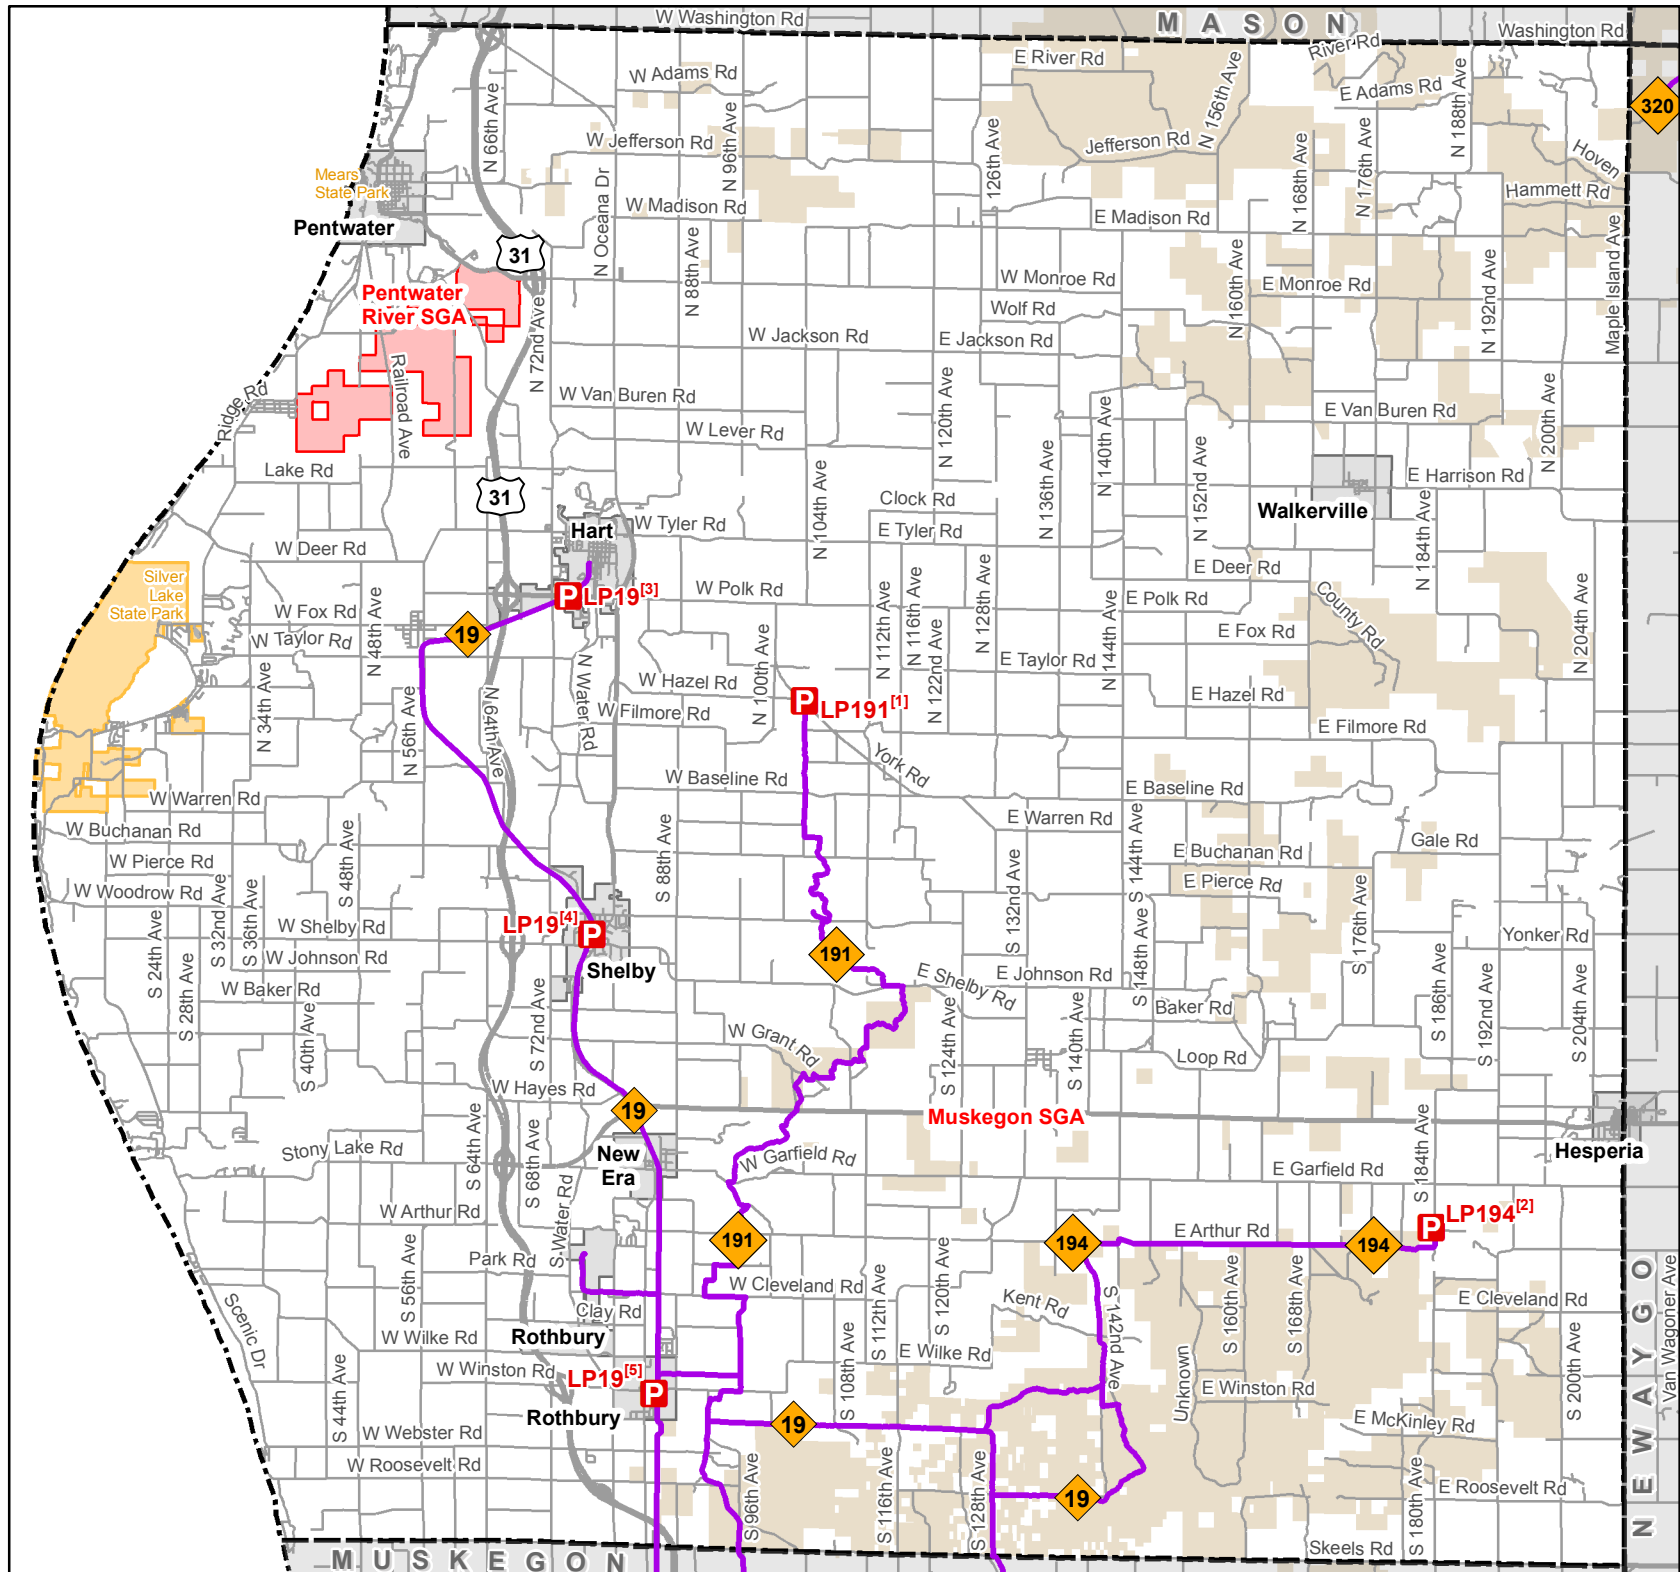 W Washington Rd
MASON
Washington Rd
E River Rd
River Rd
W Adams Rd
E Adams Rd
320
N 66th Ave
N 96th Ave
N 156th Ave
N 188th Ave
W Jefferson Rd
Jefferson Rd
Hoven
126th Ave
N 168th Ave
N 176th Ave
Mears
State Park
Hammett Rd
W Madison Rd
E Madison Rd
Pentwater
N Oceana Dr
31
N 88th Ave
N 160th Ave
N 192nd Ave
Maple Island Ave
W Monroe Rd
E Monroe Rd
Pentwater
River SGA
Wolf Rd
N 72nd Ave
W Jackson Rd
E Jackson Rd
Railroad Ave
Ridge Rd
W Van Buren Rd
E Van Buren Rd
N 120th Ave
N 140th Ave
N 200th Ave
W Lever Rd
Lake Rd
N 104th Ave
N 136th Ave
N 152nd Ave
E Harrison Rd
31
Clock Rd
Walkerville
Hart
W Tyler Rd
E Tyler Rd
N 184th Ave
W Deer Rd
E Deer Rd
Silver
Lake
State Park
P
LP19[3]
W Polk Rd
E Polk Rd
W Fox Rd
County Rd
N 48th Ave
N 112th Ave
N 116th Ave
N 128th Ave
N 144th Ave
N 204th Ave
19
W Taylor Rd
E Fox Rd
N 100th Ave
N 122nd Ave
E Taylor Rd
N 34th Ave
N 56th Ave
N 64th Ave
N Water Rd
W Hazel Rd
E Hazel Rd
P
LP191[1]
W Filmore Rd
E Filmore Rd
York Rd
W Baseline Rd
E Baseline Rd
W Warren Rd
E Warren Rd
W Buchanan Rd
Gale Rd
S 48th Ave
S 88th Ave
S 132nd Ave
S 144th Ave
E Buchanan Rd
W Pierce Rd
E Pierce Rd
W Woodrow Rd
S 24th Ave
S 32nd Ave
S 36th Ave
S 148th Ave
S 176th Ave
W Shelby Rd
LP19[4]
P
Yonker Rd
191
W Johnson Rd
Shelby
E Shelby Rd
E Johnson Rd
S 28th Ave
W Baker Rd
Baker Rd
S 186th Ave
S 192nd Ave
S 204th Ave
S 40th Ave
S 72nd Ave
W Grant Rd
S 124th Ave
S 140th Ave
Loop Rd
W Hayes Rd
19
Muskegon SGA
S 64th Ave
S 68th Ave
S 184th Ave
Stony Lake Rd
New
Era
W Garfield Rd
E Garfield Rd
Hesperia
W Arthur Rd
S Water Rd
191
194
E Arthur Rd
194
P
LP194[2]
Park Rd
S 56th Ave
W Cleveland Rd
S 112th Ave
S 120th Ave
S 142nd Ave
S 160th Ave
S 168th Ave
E Cleveland Rd
Van Wagoner Ave
Scenic Dr
Clay Rd
Kent Rd
W Wilke Rd
Rothbury
E Wilke Rd
S 44th Ave
W Winston Rd
LP19[5]
P
S 108th Ave
Unknown
E Winston Rd
S 200th Ave
Rothbury
19
E McKinley Rd
W Webster Rd
W Roosevelt Rd
S 96th Ave
S 116th Ave
S 128th Ave
19
S 180th Ave
E Roosevelt Rd
NEWAYGO
Skeels Rd
MUSKEGON